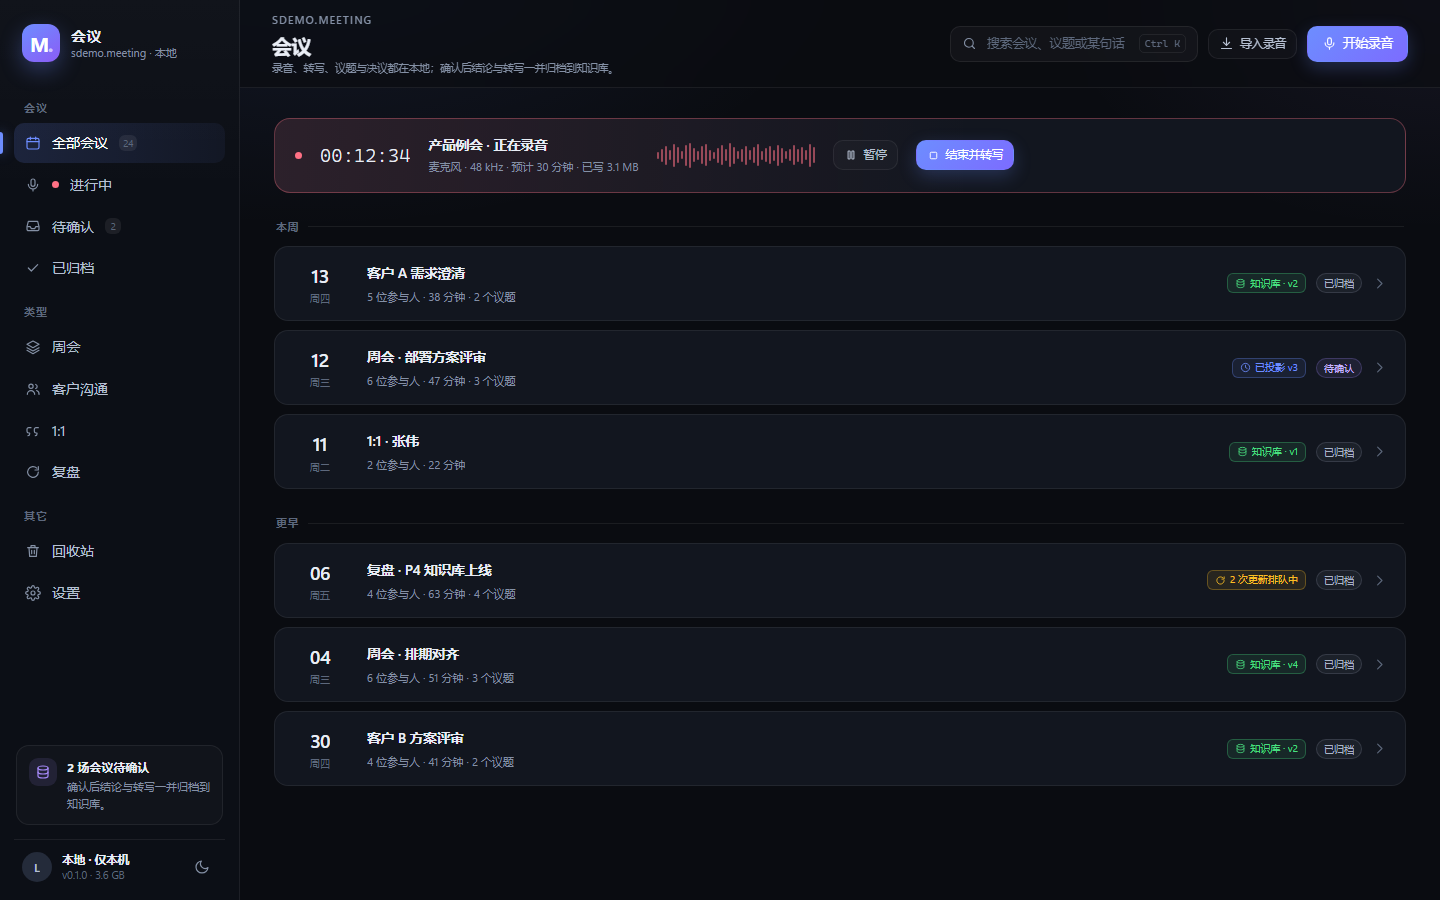 M.
会议
sdemo.meeting · 本地
会议
全部会议 24
进行中
待确认 2
已归档
类型
周会
客户沟通
1:1
复盘
其它
回收站
设置
2 场会议待确认
确认后结论与转写一并归档到
知识库。
L
本地 · 仅本机
v0.1.0 · 3.6 GB
SDEMO.MEETING
会议
录音、转写、议题与决议都在本地；确认后结论与转写一并归档到知识库。
搜索会议、议题或某句话 Ctrl K
导入录音
开始录音
00:12:34
产品例会 · 正在录音
麦克风 · 48 kHz · 预计 30 分钟 · 已写 3.1 MB
暂停
结束并转写
本周
13
周四
客户 A 需求澄清
5 位参与人 · 38 分钟 · 2 个议题
知识库 · v2
已归档
12
周三
周会 · 部署方案评审
6 位参与人 · 47 分钟 · 3 个议题
已投影 v3
待确认
11
周二
1:1 · 张伟
2 位参与人 · 22 分钟
知识库 · v1
已归档
更早
06
周五
复盘 · P4 知识库上线
4 位参与人 · 63 分钟 · 4 个议题
2 次更新排队中
已归档
04
周三
周会 · 排期对齐
6 位参与人 · 51 分钟 · 3 个议题
知识库 · v4
已归档
30
周四
客户 B 方案评审
4 位参与人 · 41 分钟 · 2 个议题
知识库 · v2
已归档